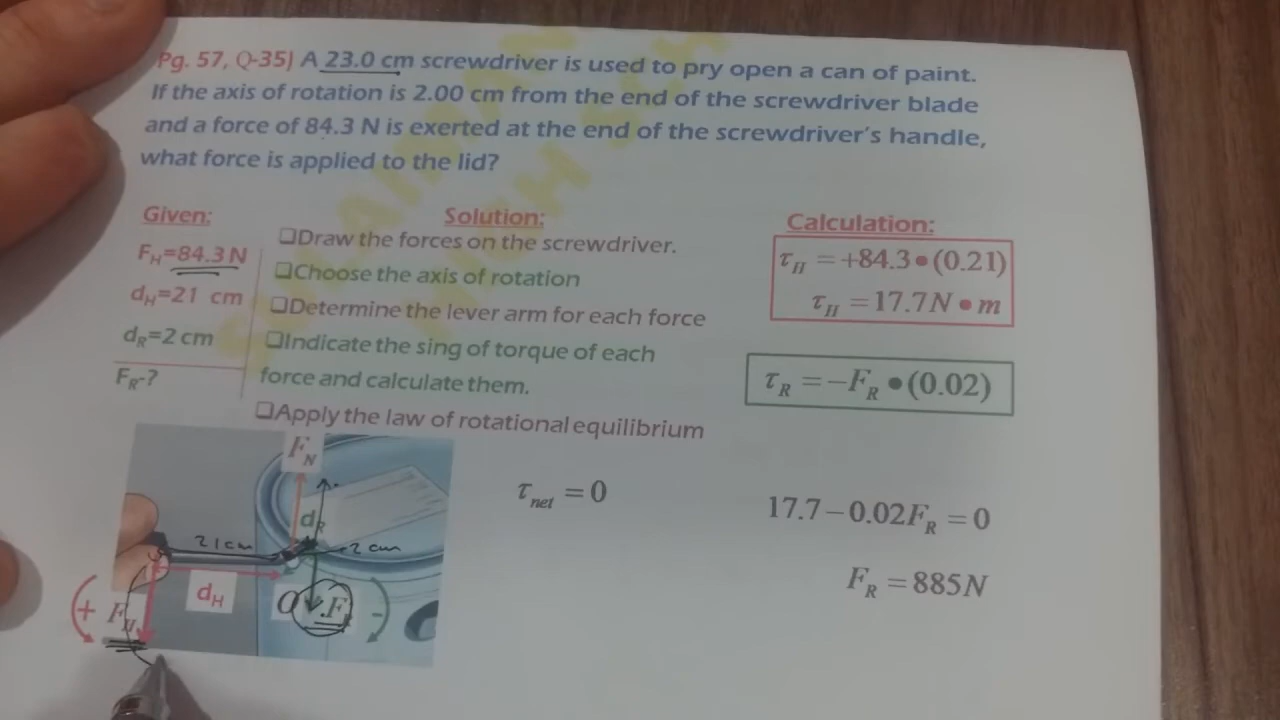 Pg. 57, Q-35) A 23.0 cm screwdriver is used to pry open a can of paint.
If the axis of rotation is 2.00 cm from the end of the screwdriver blade
and a force of 84.3 N is exerted at the end of the screwdriver's handle,
what force is applied to the lid?
Given:
F_H=84.3 N
d_H=21 cm
d_R=2 cm
F_R-?
Solution:
❑Draw the forces on the screwdriver.
❑Choose the axis of rotation
❑Determine the lever arm for each force
❑Indicate the sing of torque of each
force and calculate them.
❑Apply the law of rotational equilibrium
τ_net = 0
Calculation:
τ_H = +84.3•(0.21)
τ_H = 17.7N•m
τ_R = −F_R•(0.02)
17.7−0.02F_R = 0
F_R = 885N
F_N
d_R
21cm
2 cm
d_H
O
+ F_H
F
-